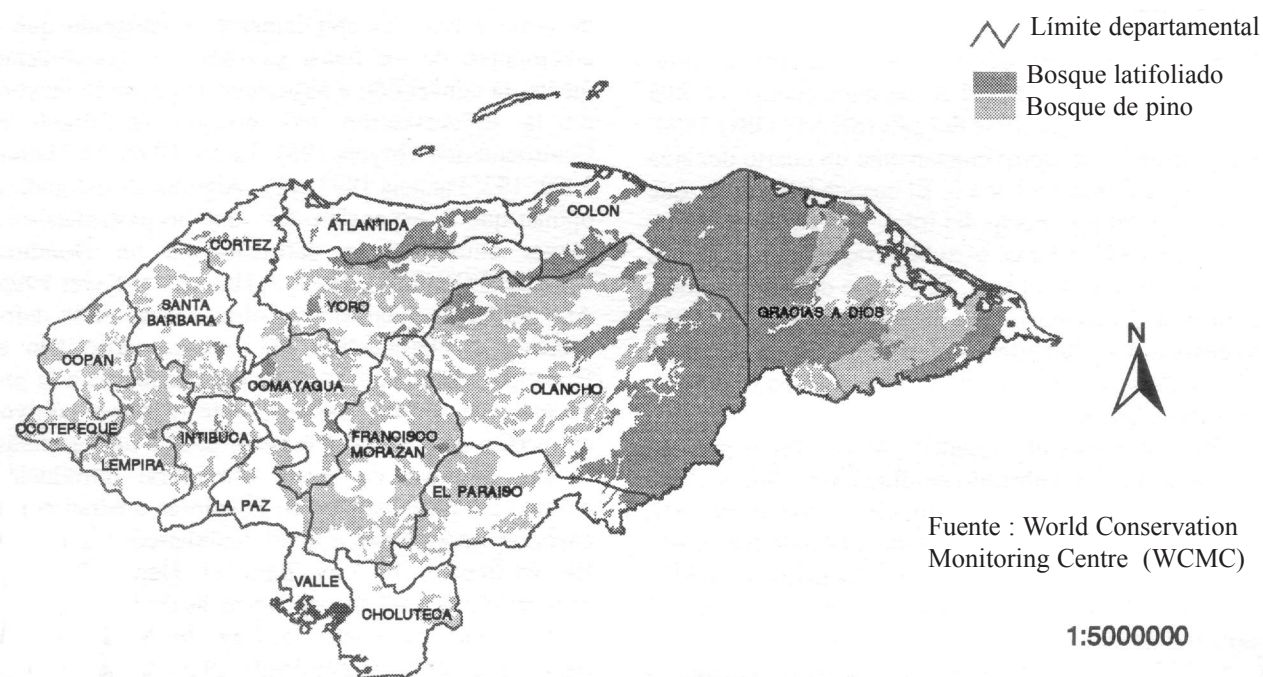 Límite departamental
Bosque latifoliado
Bosque de pino
COLON
ATLANTIDA
CORTEZ
SANTA
BARBARA
YORO
GRACIAS A DIOS
COPAN
COMAYAGUA
OLANCHO
N
OCOTEPEQUE
INTIBUCA
FRANCISCO
MORAZAN
LEMPIRA
EL PARAISO
LA PAZ
Fuente : World Conservation
Monitoring Centre (WCMC)
VALLE
CHOLUTECA
1:5000000